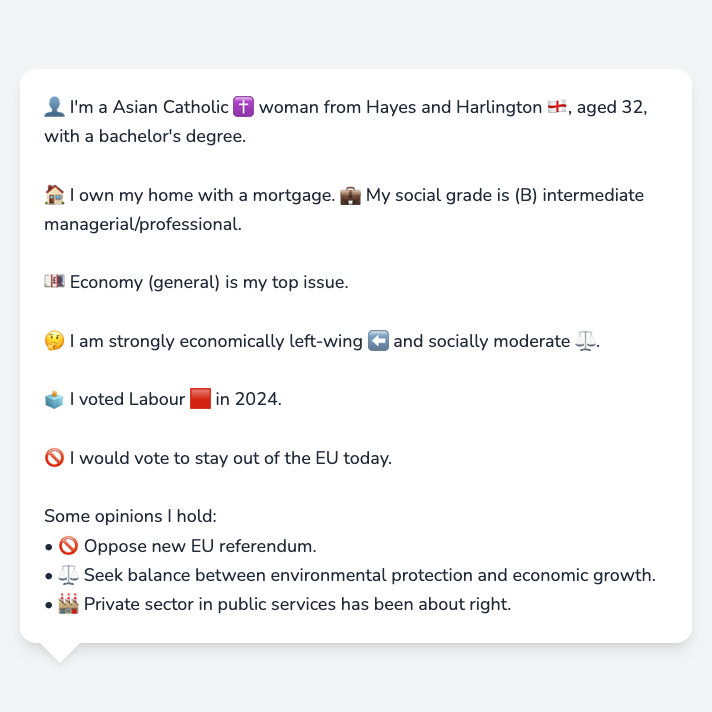 👤 I'm a Asian Catholic ✝️ woman from Hayes and Harlington 🏴󠁧󠁢󠁥󠁮󠁧󠁿, aged 32,
with a bachelor's degree.
🏠 I own my home with a mortgage. 💼 My social grade is (B) intermediate
managerial/professional.
💷 Economy (general) is my top issue.
🤔 I am strongly economically left-wing ⬅️ and socially moderate ⚖️.
🗳️ I voted Labour 🟥 in 2024.
🚫 I would vote to stay out of the EU today.
Some opinions I hold:
• 🚫 Oppose new EU referendum.
• ⚖️ Seek balance between environmental protection and economic growth.
• 🏭 Private sector in public services has been about right.